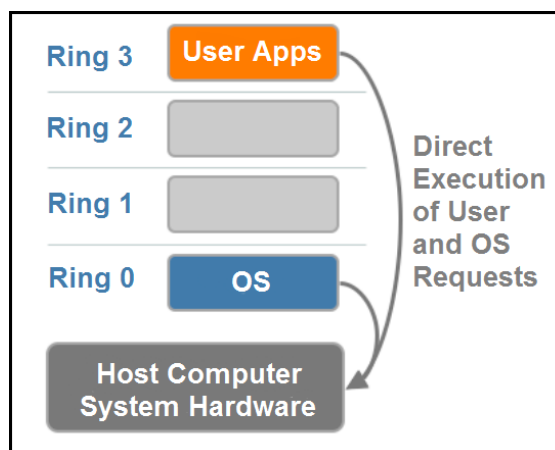 Ring 3
User Apps
Ring 2
Ring 1
Ring 0
OS
Direct
Execution
of User
and OS
Requests
Host Computer
System Hardware